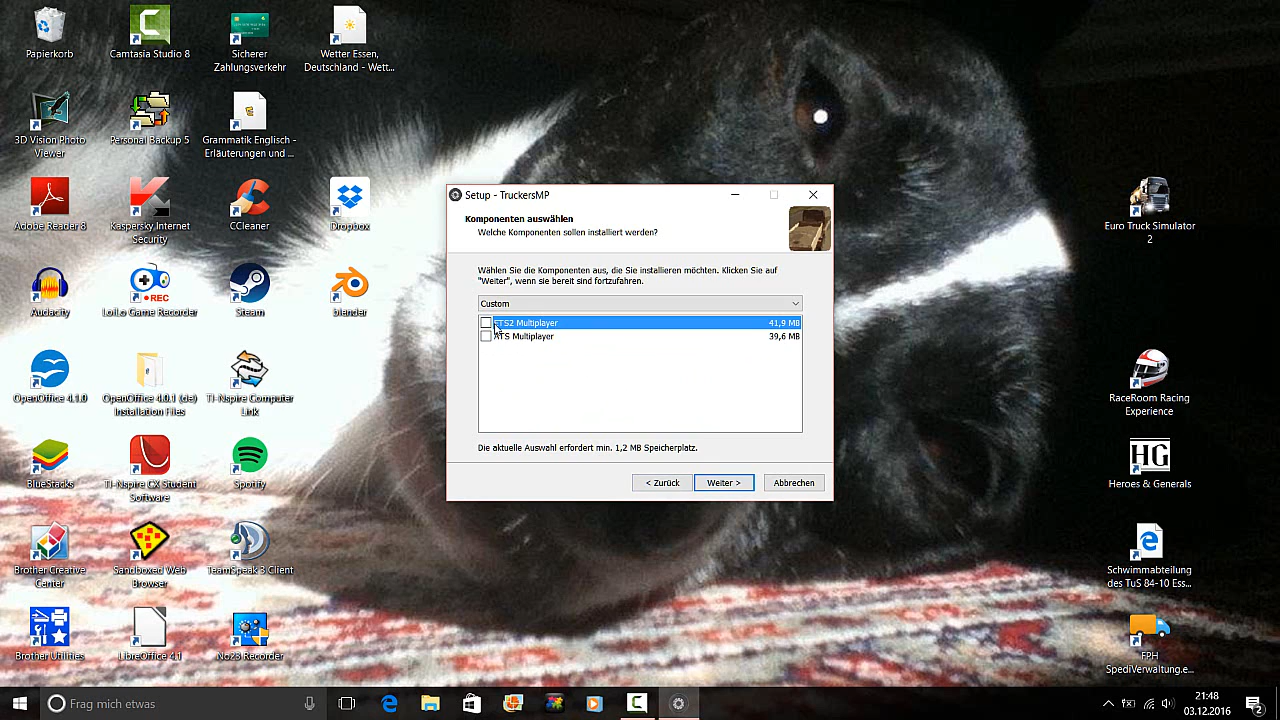 Papierkorb
Camtasia Studio 8
Sicherer
Zahlungsverkehr
Wetter Essen,
Deutschland - Wett...
3D Vision Photo
Viewer
Personal Backup 5
Grammatik Englisch -
Erläuterungen und ...
Adobe Reader 8
Kaspersky Internet
Security
CCleaner
Dropbox
Audacity
REC
LoiLo Game Recorder
Steam
blender
OpenOffice 4.1.0
OpenOffice 4.0.1 (de)
Installation Files
TI-Nspire Computer
Link
BlueStacks
TI-Nspire CX Student
Software
Spotify
Brother Creative
Center
Sandboxed Web
Browser
TeamSpeak 3 Client
Brother Utilities
LibreOffice 4.1
No23 Recorder
Setup - TruckersMP
Komponenten auswählen
Welche Komponenten sollen installiert werden?
Wählen Sie die Komponenten aus, die Sie installieren möchten. Klicken Sie auf
"Weiter", wenn sie bereit sind fortzufahren.
Custom
ETS2 Multiplayer 41,9 MB
ATS Multiplayer 39,6 MB
Die aktuelle Auswahl erfordert min. 1,2 MB Speicherplatz.
< Zurück Weiter > Abbrechen
Euro Truck Simulator
2
RaceRoom Racing
Experience
HG
Heroes & Generals
Schwimmabteilung
des TuS 84-10 Ess...
FPH
SpediVerwaltung.e...
Frag mich etwas
21:48
03.12.2016
2